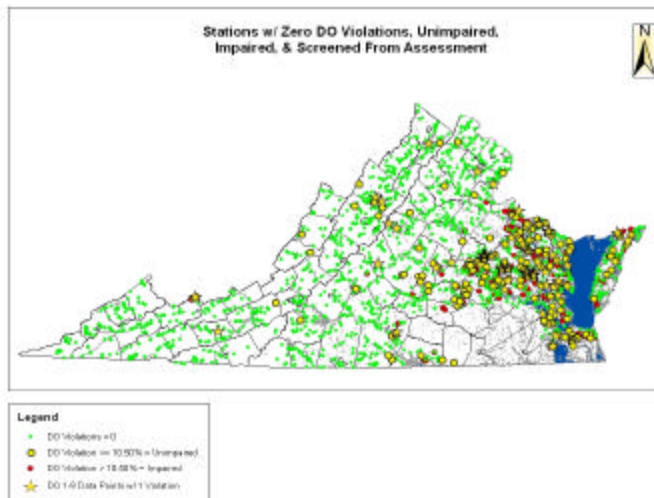 Stations w/ Zero DO Violations, Unimpaired,
Impaired, & Screened From Assessment
N
Legend
DO Violations = 0
DO Violation <= 10.50% = Unimpaired
DO Violation > 10.50% = Impaired
DO 1-9 Data Points w/ 1 Violation